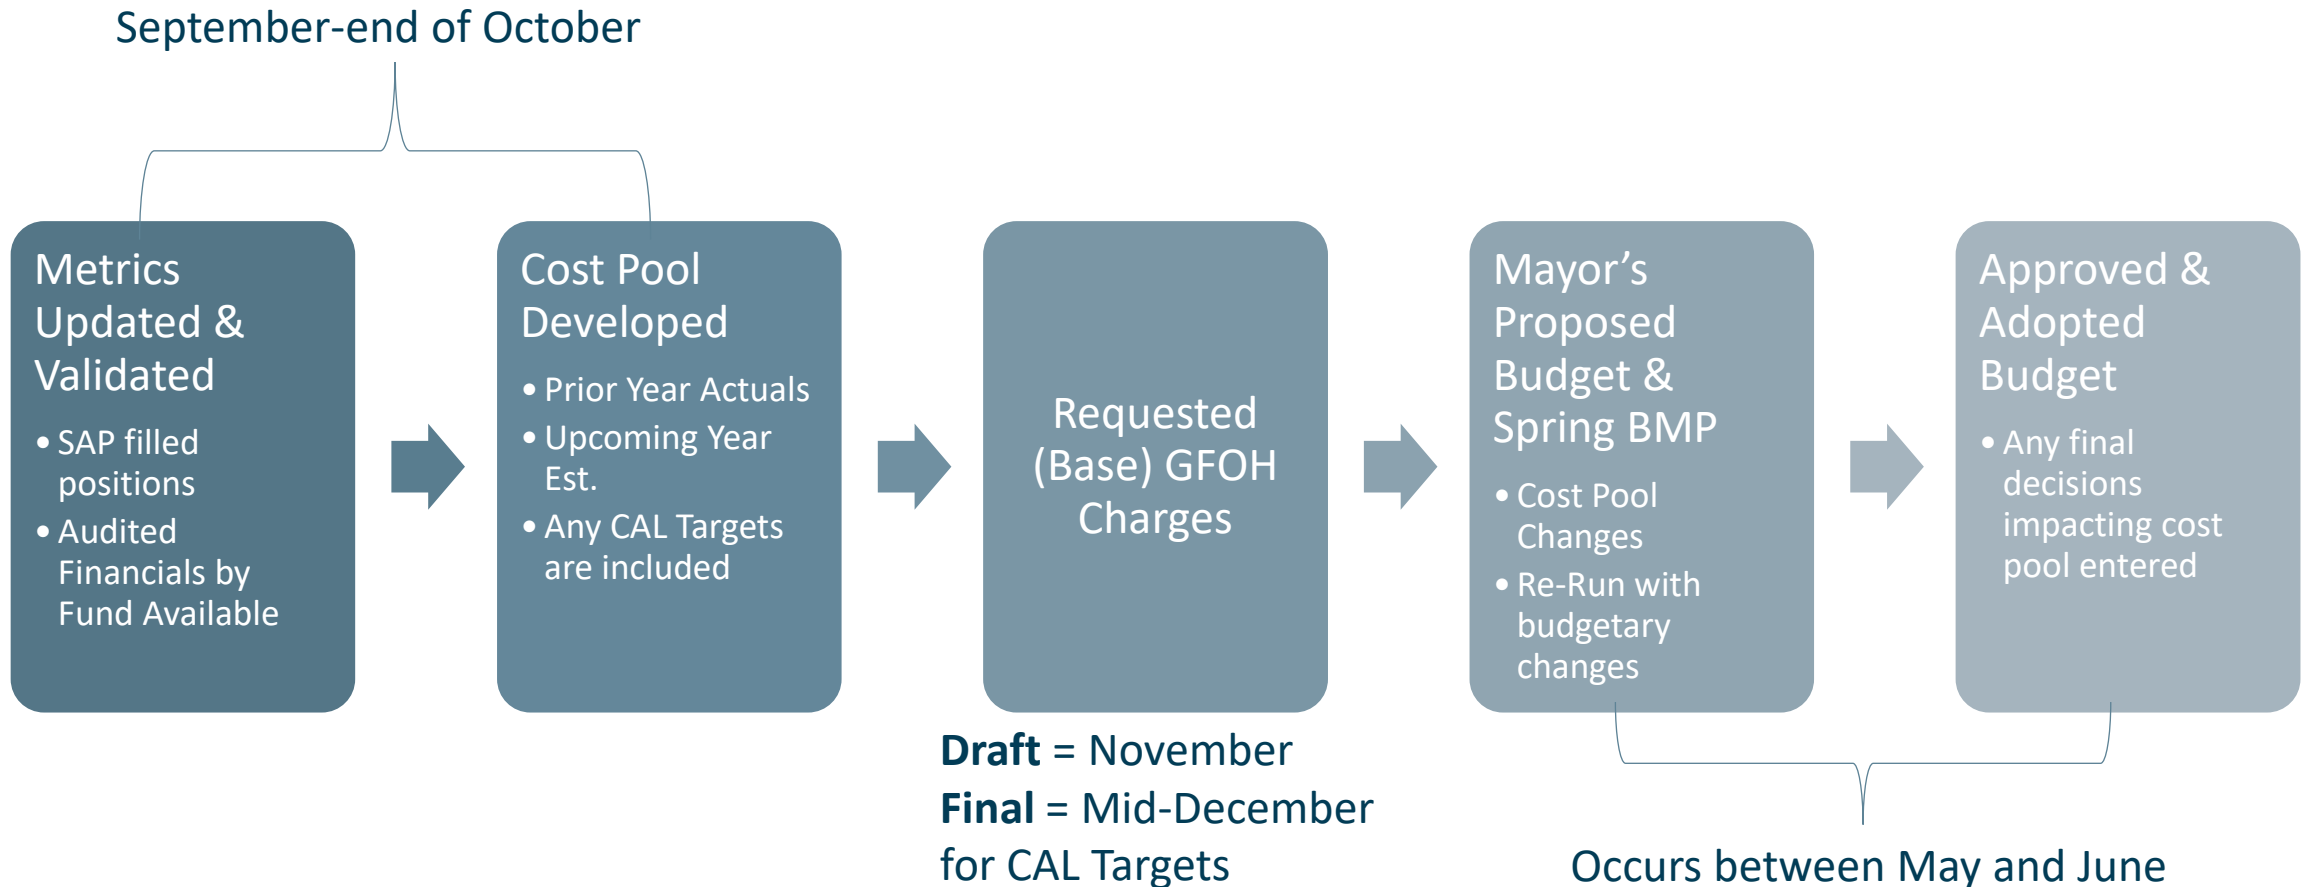 September-end of October
Metrics
Updated &
Validated
• SAP filled
positions
• Audited
Financials by
Fund Available
Cost Pool
Developed
• Prior Year Actuals
• Upcoming Year
Est.
• Any CAL Targets
are included
Requested
(Base) GFOH
Charges
Draft = November
Final = Mid-December
for CAL Targets
Mayor’s
Proposed
Budget &
Spring BMP
• Cost Pool
Changes
• Re-Run with
budgetary
changes
Approved &
Adopted
Budget
• Any final
decisions
impacting cost
pool entered
Occurs between May and June